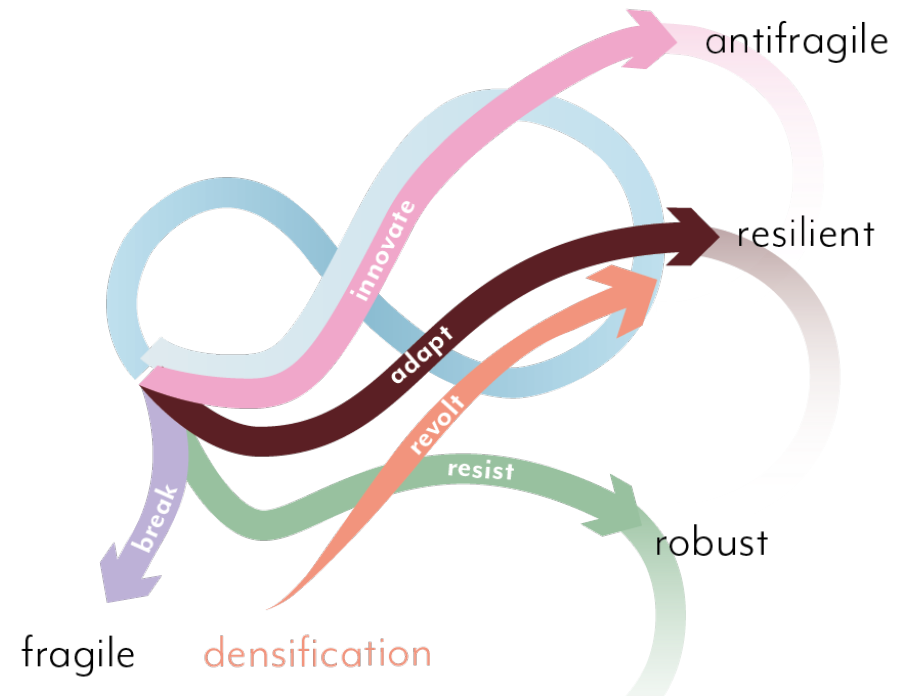 antifragile
innovate
resilient
adapt
revolt
resist
break
robust
fragile
densification